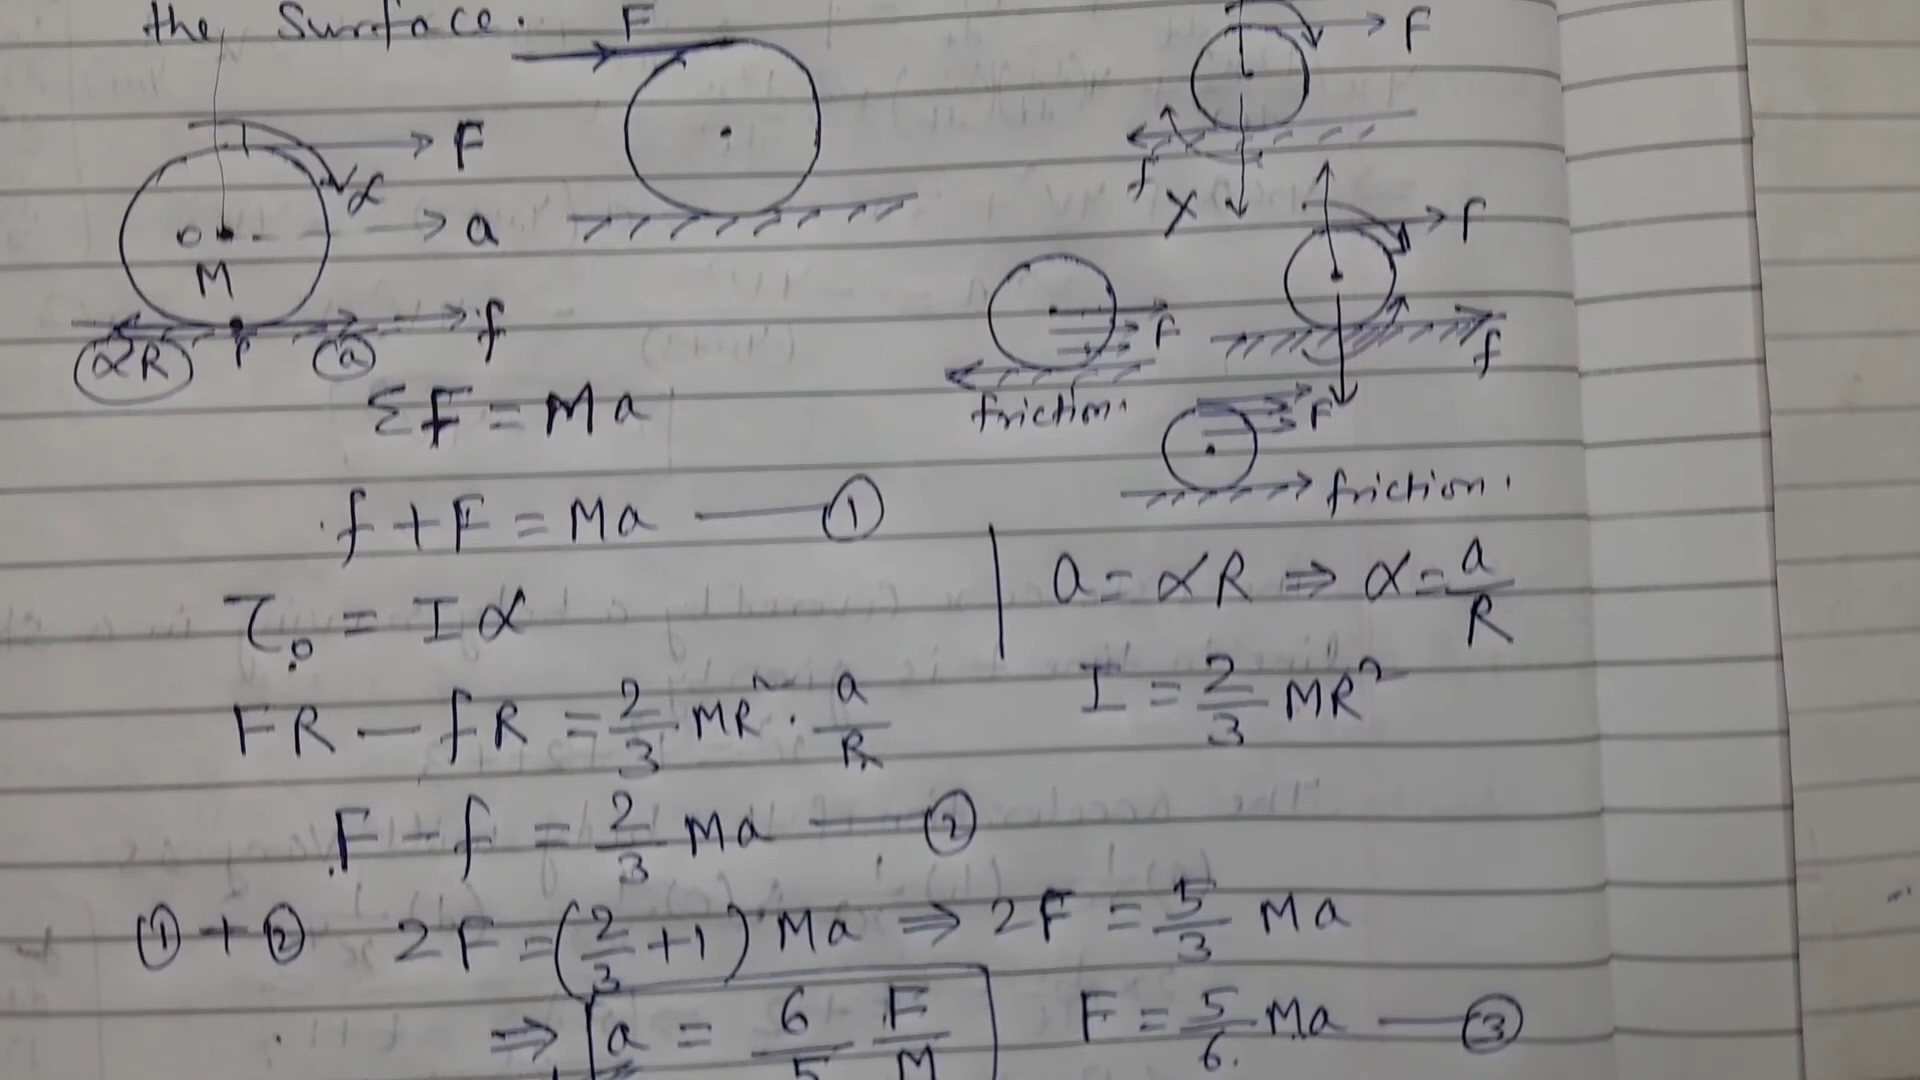 the Surface.
F
F
α
a
O
M
αR
P
a
f
F
f
X
f
f
F
friction.
F
friction.
ΣF = Ma
f + F = Ma —— ①
τ₀ = Iα
a = αR ⇒ α = a/R
FR – fR = 2/3 MR² · a/R
I = 2/3 MR²
F – f = 2/3 Ma —— ②
① + ② 2F = (2/3 + 1) Ma ⇒ 2F = 5/3 Ma
⇒ a = 6/5 F/M
F = 5/6 Ma —— ③